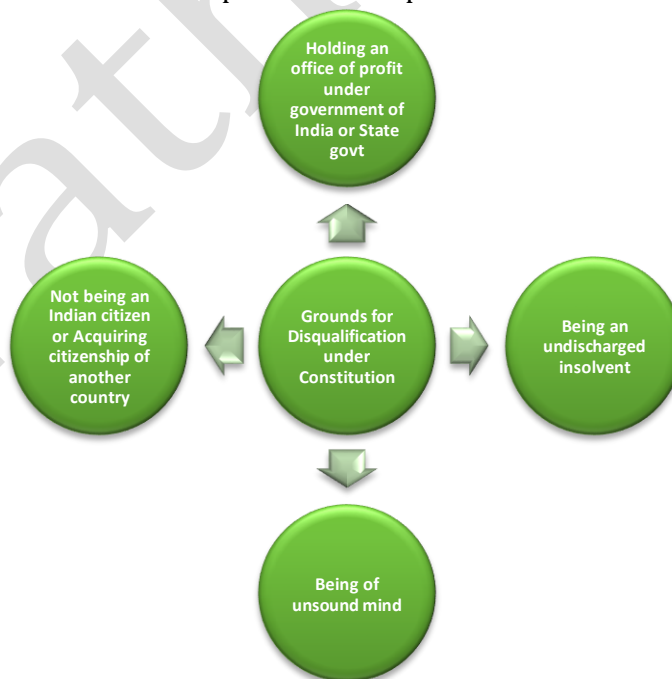 Holding an
office of profit
under
government of
India or State
govt
Not being an
Indian citizen
or Acquiring
citizenship of
another
country
Grounds for
Disqualification
under
Constitution
Being an
undischarged
insolvent
Being of
unsound mind